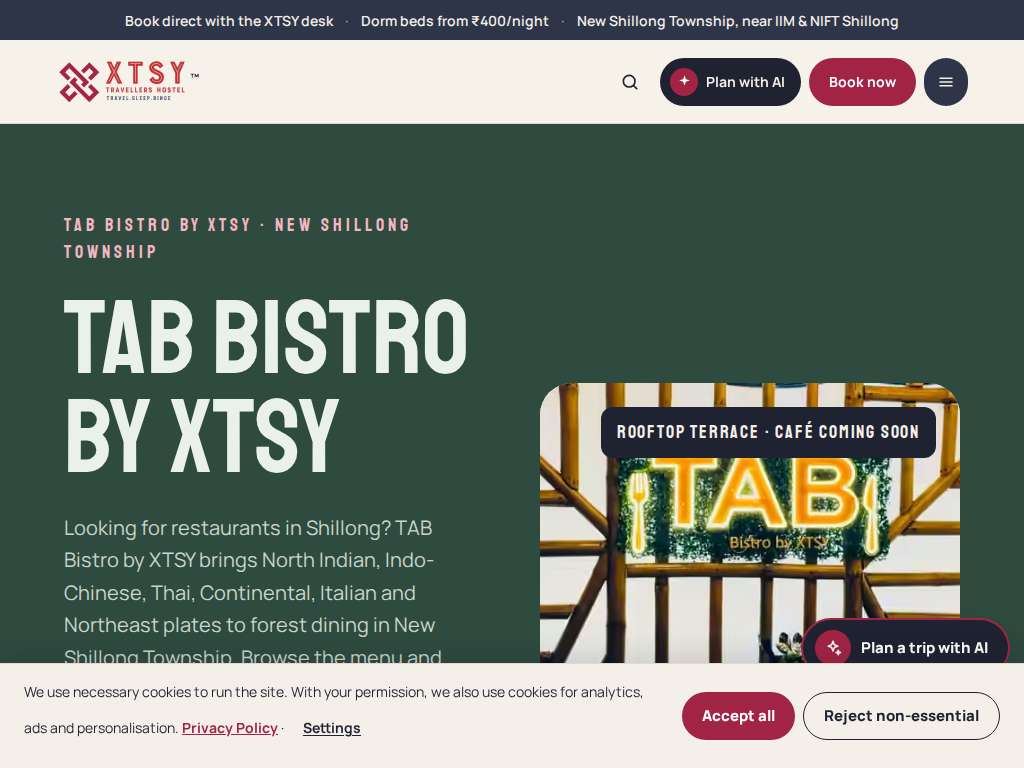 Book direct with the XTSY desk · Dorm beds from ₹400/night · New Shillong Township, near IIM & NIFT Shillong
XTSY™
TRAVELLERS HOSTEL
TRAVEL.SLEEP.BINGE
Plan with AI
Book now
TAB BISTRO BY XTSY · NEW SHILLONG
TOWNSHIP
TAB BISTRO
BY XTSY
ROOFTOP TERRACE · CAFÉ COMING SOON
TAB
Bistro by XTSY
Looking for restaurants in Shillong? TAB
Bistro by XTSY brings North Indian, Indo-
Chinese, Thai, Continental, Italian and
Northeast plates to forest dining in New
Shillong Township. Browse the menu and
Plan a trip with AI
We use necessary cookies to run the site. With your permission, we also use cookies for analytics,
ads and personalisation. Privacy Policy · Settings
Accept all
Reject non-essential